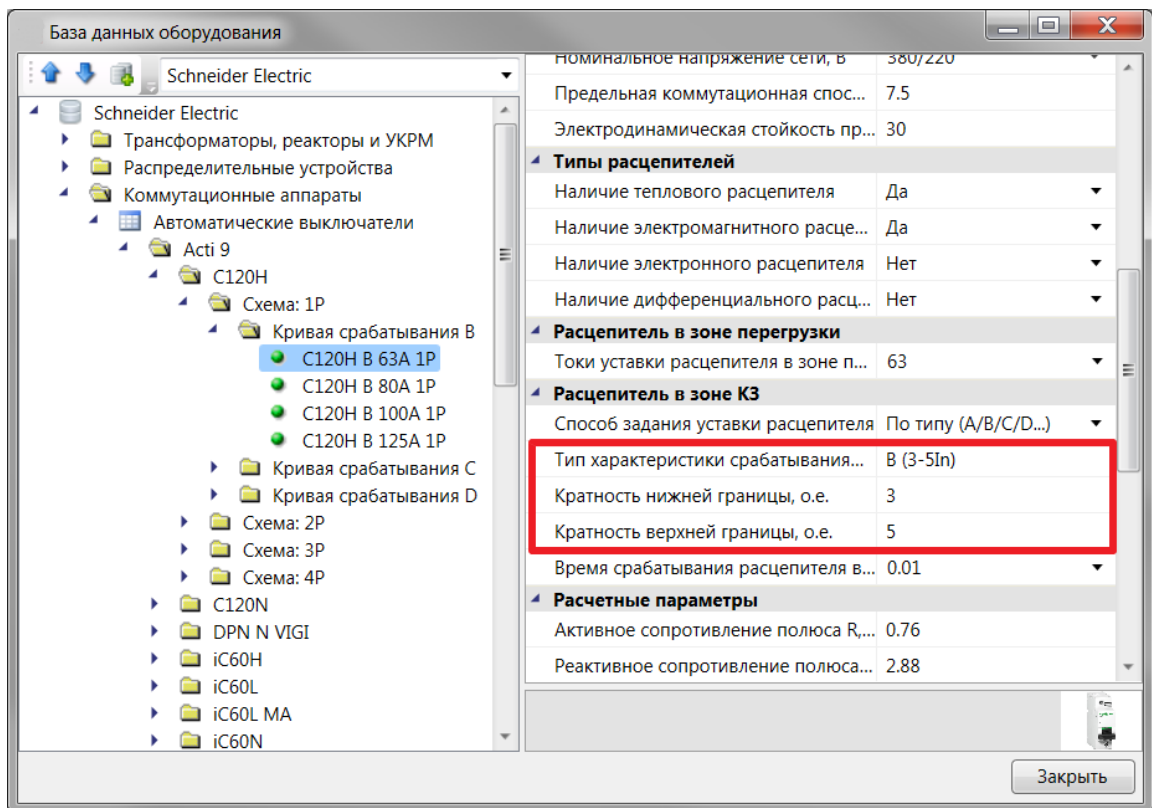 База данных оборудования
Schneider Electric
Schneider Electric
Трансформаторы, реакторы и УКРМ
Распределительные устройства
Коммутационные аппараты
Автоматические выключатели
Acti 9
C120H
Схема: 1P
Кривая срабатывания B
C120H B 63A 1P
C120H B 80A 1P
C120H B 100A 1P
C120H B 125A 1P
Кривая срабатывания C
Кривая срабатывания D
Схема: 2P
Схема: 3P
Схема: 4P
C120N
DPN N VIGI
iC60H
iC60L
iC60L MA
iC60N
Номинальное напряжение сети, В 380/220
Предельная коммутационная спос... 7.5
Электродинамическая стойкость пр... 30
Типы расцепителей
Наличие теплового расцепителя Да
Наличие электромагнитного расце... Да
Наличие электронного расцепителя Нет
Наличие дифференциального расц... Нет
Расцепитель в зоне перегрузки
Токи уставки расцепителя в зоне п... 63
Расцепитель в зоне КЗ
Способ задания уставки расцепителя По типу (A/B/C/D...)
Тип характеристики срабатывания... B (3-5In)
Кратность нижней границы, о.е. 3
Кратность верхней границы, о.е. 5
Время срабатывания расцепителя в... 0.01
Расчетные параметры
Активное сопротивление полюса R,... 0.76
Реактивное сопротивление полюса... 2.88
Закрыть